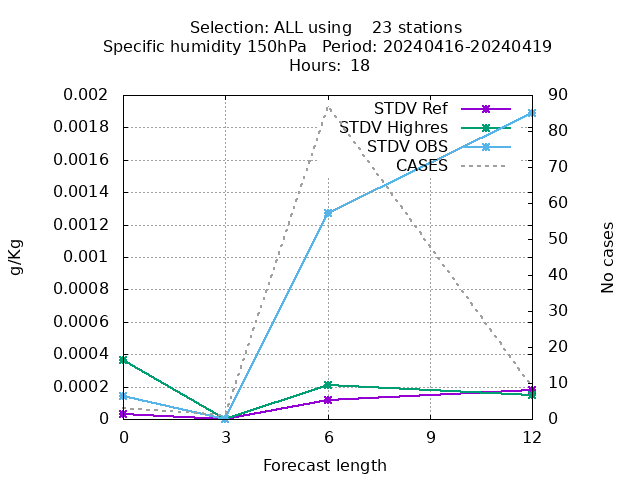 Selection: ALL using    23 stations
Specific humidity 150hPa   Period: 20240416-20240419
Hours: 18
STDV Ref
STDV Highres
STDV OBS
CASES
g/Kg
0.002
0.0018
0.0016
0.0014
0.0012
0.001
0.0008
0.0006
0.0004
0.0002
0
90
80
70
60
50
40
30
20
10
0
No cases
0 3 6 9 12
Forecast length